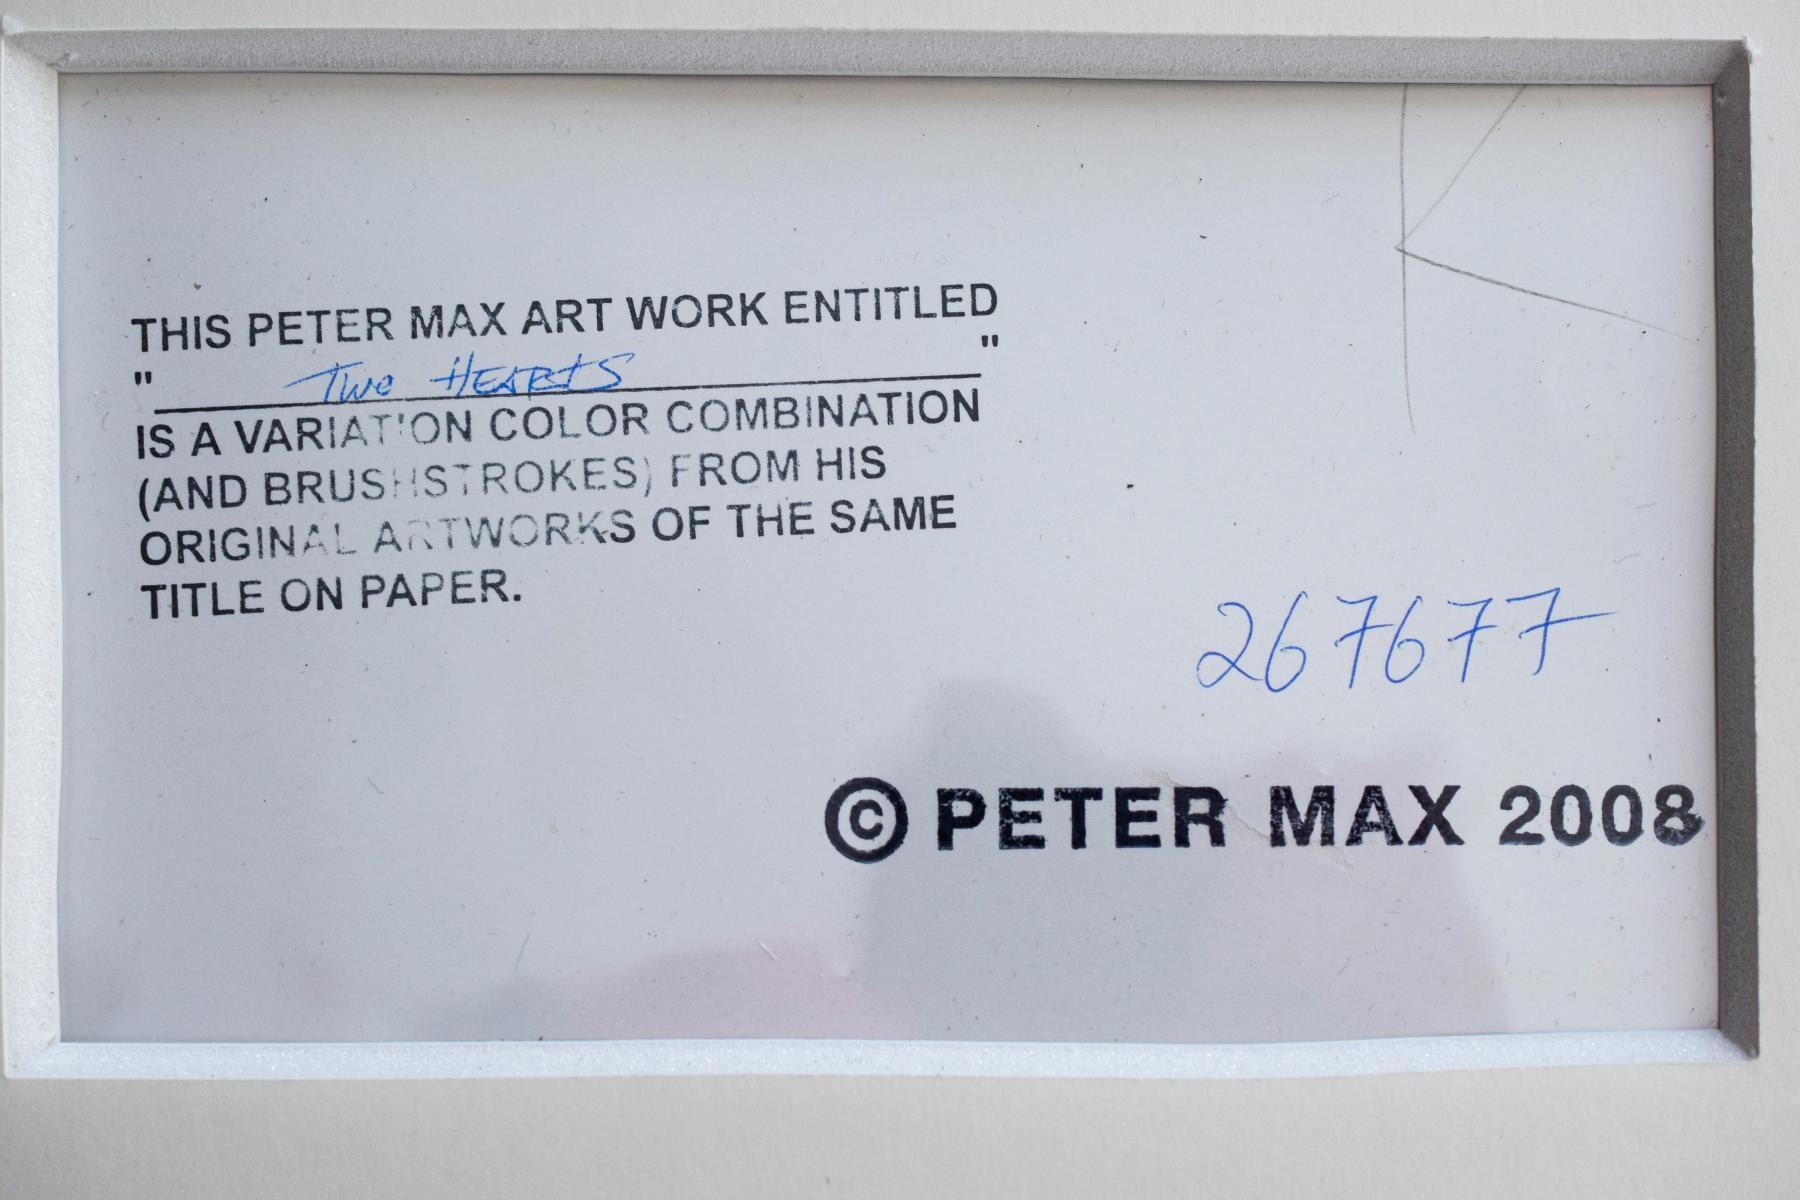 THIS PETER MAX ART WORK ENTITLED
" Two HEARTS "
IS A VARIATION COLOR COMBINATION
(AND BRUSHSTROKES) FROM HIS
ORIGINAL ARTWORKS OF THE SAME
TITLE ON PAPER.
267677
© PETER MAX 2008